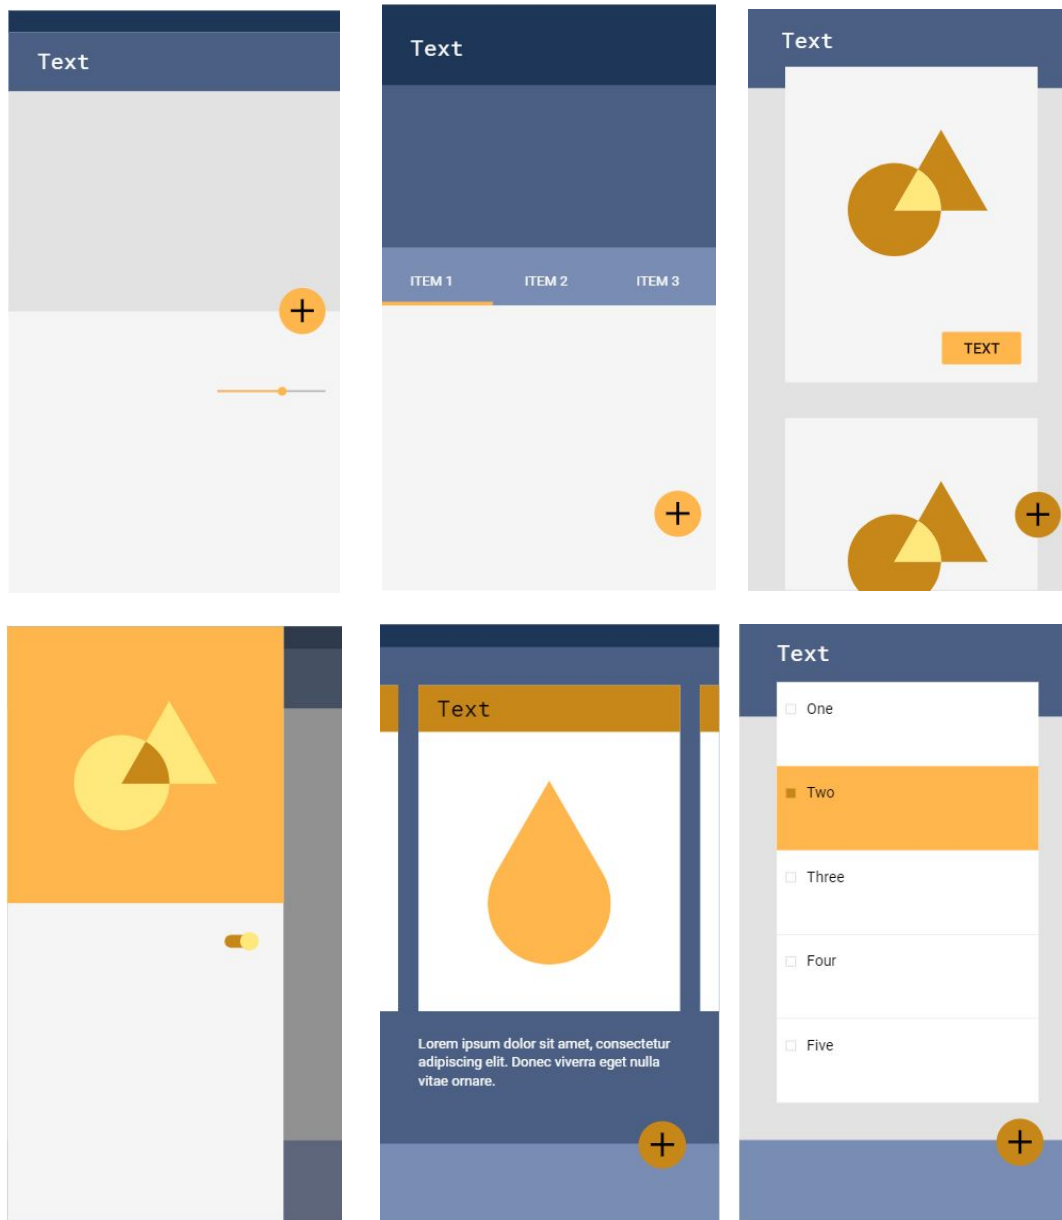 Text
Text
ITEM 1
ITEM 2
ITEM 3
Text
TEXT
Text
Lorem ipsum dolor sit amet, consectetur
adipiscing elit. Donec viverra eget nulla
vitae ornare.
Text
One
Two
Three
Four
Five